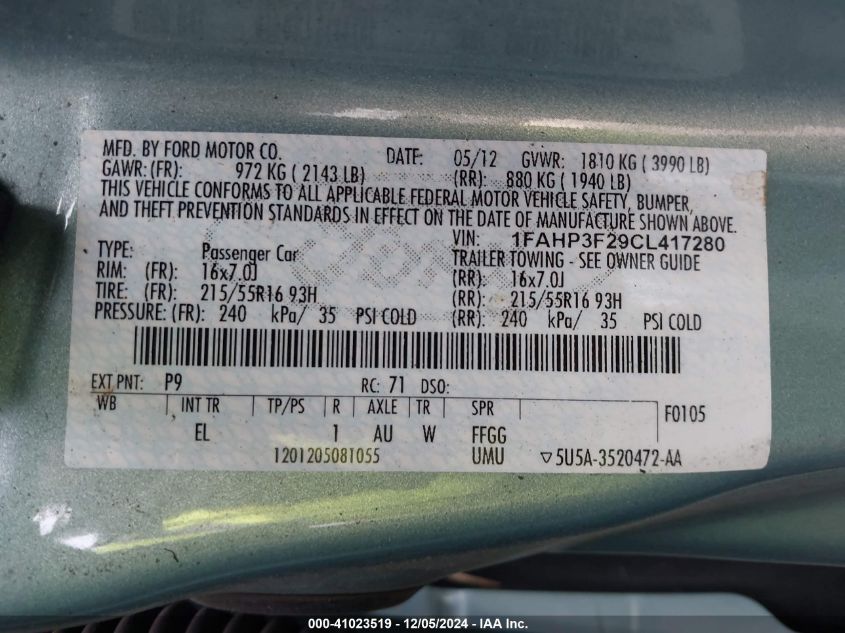 MFD. BY FORD MOTOR CO. DATE: 05/12 GVWR: 1810 KG ( 3990 LB)
GAWR: (FR): 972 KG ( 2143 LB) (RR): 880 KG ( 1940 LB)
THIS VEHICLE CONFORMS TO ALL APPLICABLE FEDERAL MOTOR VEHICLE SAFETY, BUMPER,
AND THEFT PREVENTION STANDARDS IN EFFECT ON THE DATE OF MANUFACTURE SHOWN ABOVE.
VIN: 1FAHP3F29CL417280
TYPE: Passenger Car TRAILER TOWING - SEE OWNER GUIDE
RIM: (FR): 16x7.0J (RR): 16x7.0J
TIRE: (FR): 215/55R16 93H (RR): 215/55R16 93H
PRESSURE: (FR): 240 kPa/ 35 PSI COLD (RR): 240 kPa/ 35 PSI COLD
EXT PNT: P9 RC: 71 DSO:
WB INT TR TP/PS R AXLE TR SPR F0105
EL 1 AU W FFGG
1201205081055 UMU ▽5U5A-3520472-AA
000-41023519 - 12/05/2024 - IAA Inc.